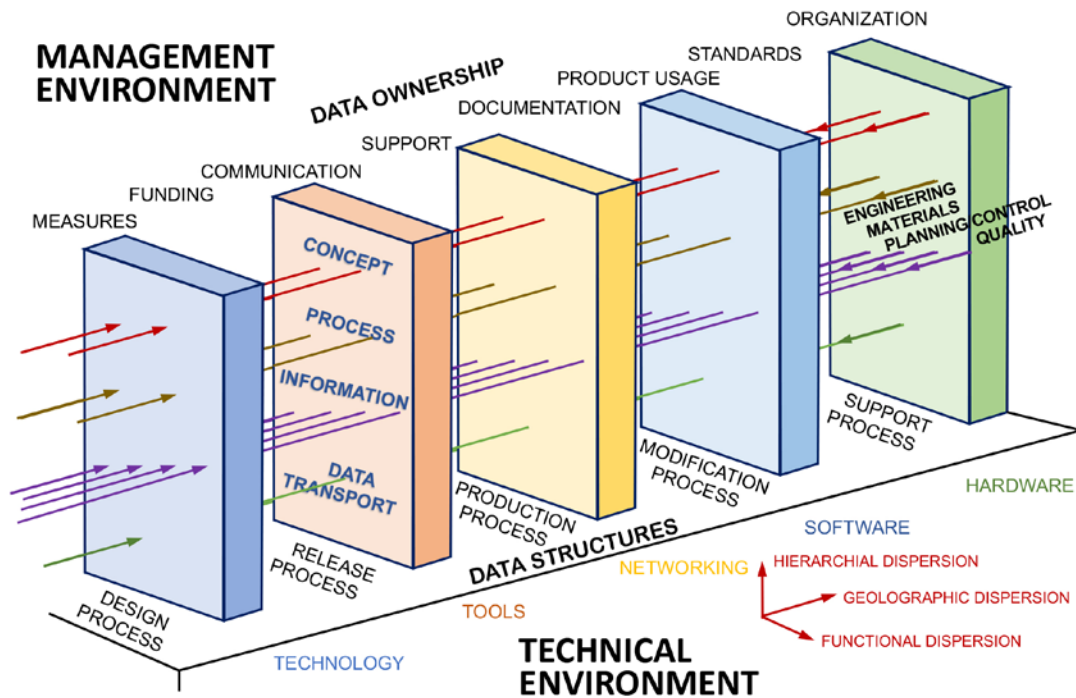 MANAGEMENT
ENVIRONMENT
DATA OWNERSHIP
MEASURES
FUNDING
COMMUNICATION
SUPPORT
DOCUMENTATION
PRODUCT USAGE
STANDARDS
ORGANIZATION
CONCEPT
PROCESS
INFORMATION
DATA
TRANSPORT
ENGINEERING
MATERIALS
PLANNING/CONTROL
QUALITY
DESIGN
PROCESS
RELEASE
PROCESS
PRODUCTION
PROCESS
MODIFICATION
PROCESS
SUPPORT
PROCESS
DATA STRUCTURES
TECHNOLOGY
TOOLS
NETWORKING
SOFTWARE
HARDWARE
HIERARCHIAL DISPERSION
GEOLOGRAPHIC DISPERSION
FUNCTIONAL DISPERSION
TECHNICAL
ENVIRONMENT